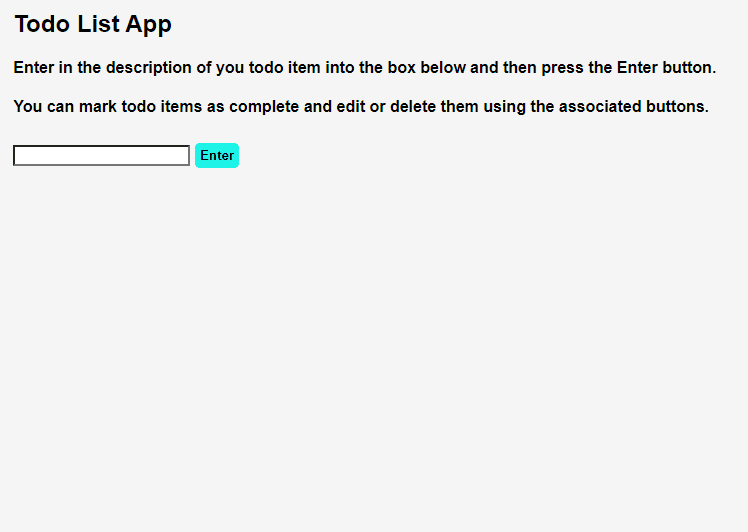 Todo List App
Enter in the description of you todo item into the box below and then press the Enter button.
You can mark todo items as complete and edit or delete them using the associated buttons.
Enter